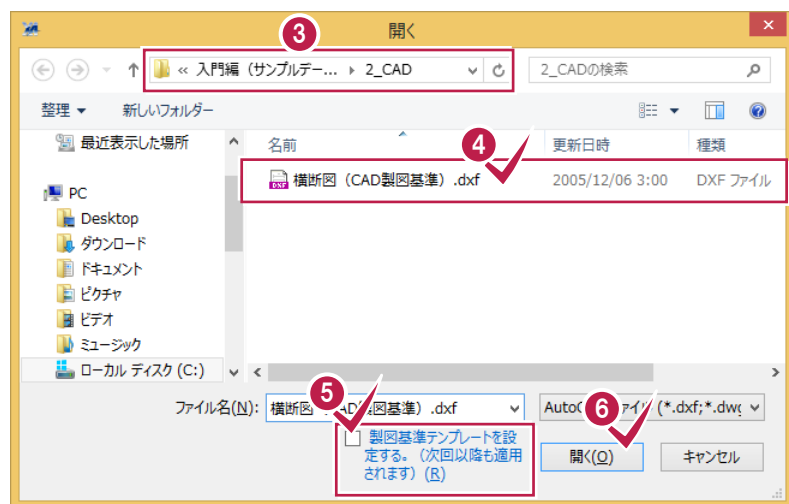 開く
3
« 入門編（サンプルデー... ▸ 2_CAD
2_CADの検索
整理 ▾ 新しいフォルダー
最近表示した場所
PC
Desktop
ダウンロード
ドキュメント
ピクチャ
ビデオ
ミュージック
ローカル ディスク (C:)
名前
4
更新日時
種類
横断図（CAD製図基準）.dxf
2005/12/06 3:00
DXF ファイル
5
ファイル名(N):
横断図 AD製図基準）.dxf
6
(*.dxf;*.dwg
製図基準テンプレートを設
定する。（次回以降も適用
されます）(R)
開く(O)
キャンセル